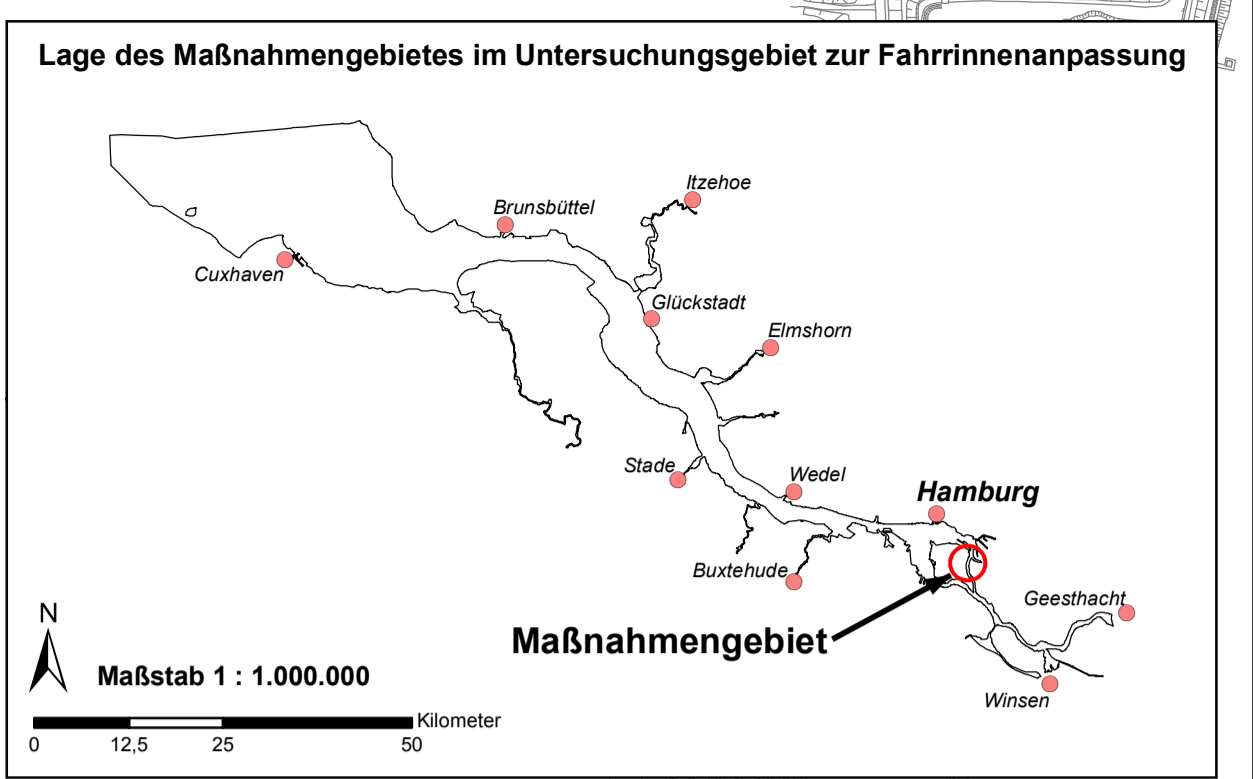 Lage des Maßnahmengebietes im Untersuchungsgebiet zur Fahrrinnenanpassung
Itzehoe
Brunsbüttel
Cuxhaven
Glückstadt
Elmshorn
Stade
Wedel
Hamburg
Buxtehude
Geesthacht
Maßnahmengebiet
Winsen
N
Maßstab 1 : 1.000.000
Kilometer
0 12,5 25 50